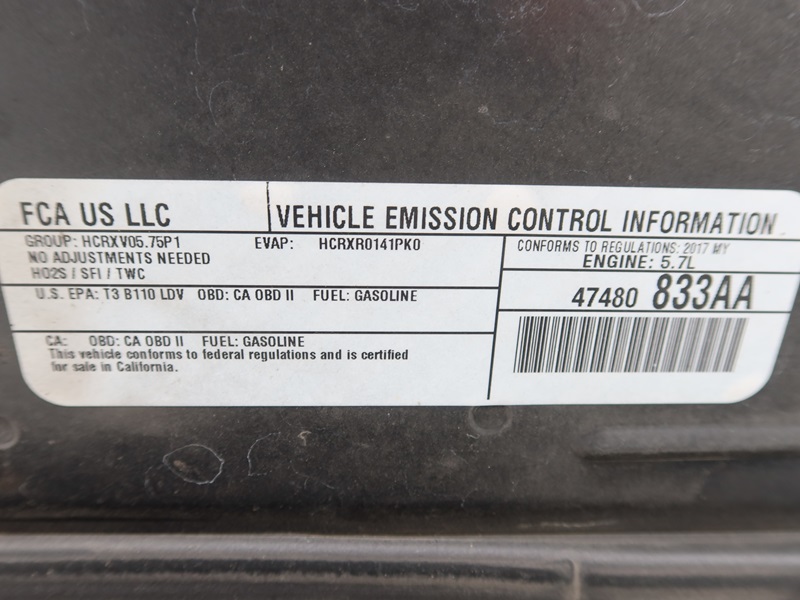 FCA US LLC
VEHICLE EMISSION CONTROL INFORMATION
GROUP: HCRXV05.75P1 EVAP: HCRXR0141PK0
NO ADJUSTMENTS NEEDED
HO2S / SFI / TWC
CONFORMS TO REGULATIONS: 2017 MY
ENGINE: 5.7L
U.S. EPA: T3 B110 LDV OBD: CA OBD II FUEL: GASOLINE
47480 833AA
CA: OBD: CA OBD II FUEL: GASOLINE
This vehicle conforms to federal regulations and is certified
for sale in California.